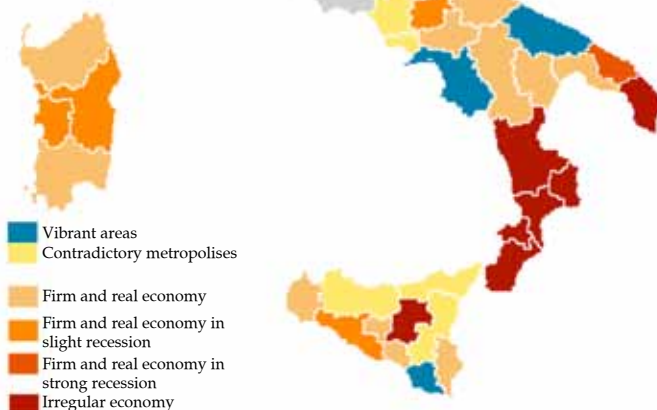 Vibrant areas
Contradictory metropolises
Firm and real economy
Firm and real economy in
slight recession
Firm and real economy in
strong recession
Irregular economy